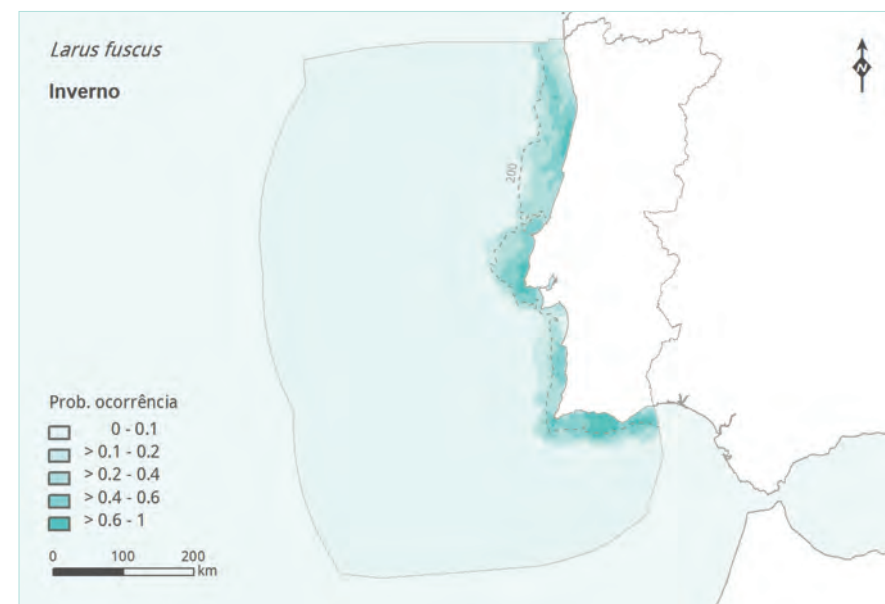 Larus fuscus
Inverno
N
200
Prob. ocorrência
0 - 0.1
> 0.1 - 0.2
> 0.2 - 0.4
> 0.4 - 0.6
> 0.6 - 1
0 100 200
km